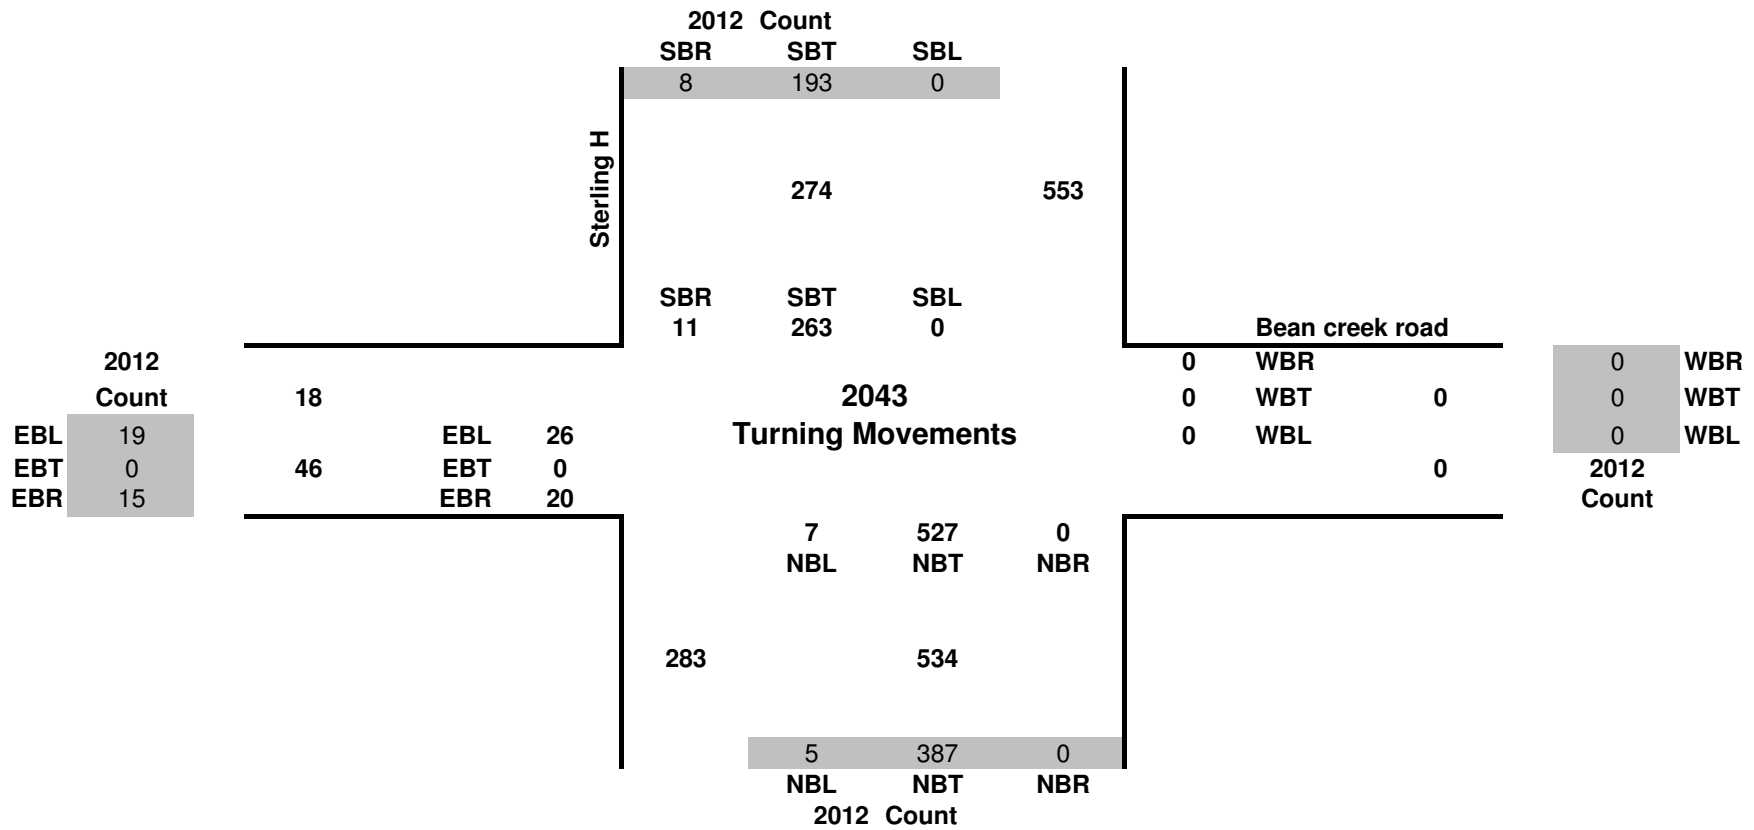 2012 Count
SBR SBT SBL
8 193 0
Sterling H
274 553
SBR SBT SBL
11 263 0 Bean creek road
2012 0 WBR 0 WBR
Count 18 2043 0 WBT 0 0 WBT
EBL 19 EBL 26 Turning Movements 0 WBL 0 WBL
EBT 0 46 EBT 0 0 2012
EBR 15 EBR 20 Count
7 527 0
NBL NBT NBR
283 534
5 387 0
NBL NBT NBR
2012 Count